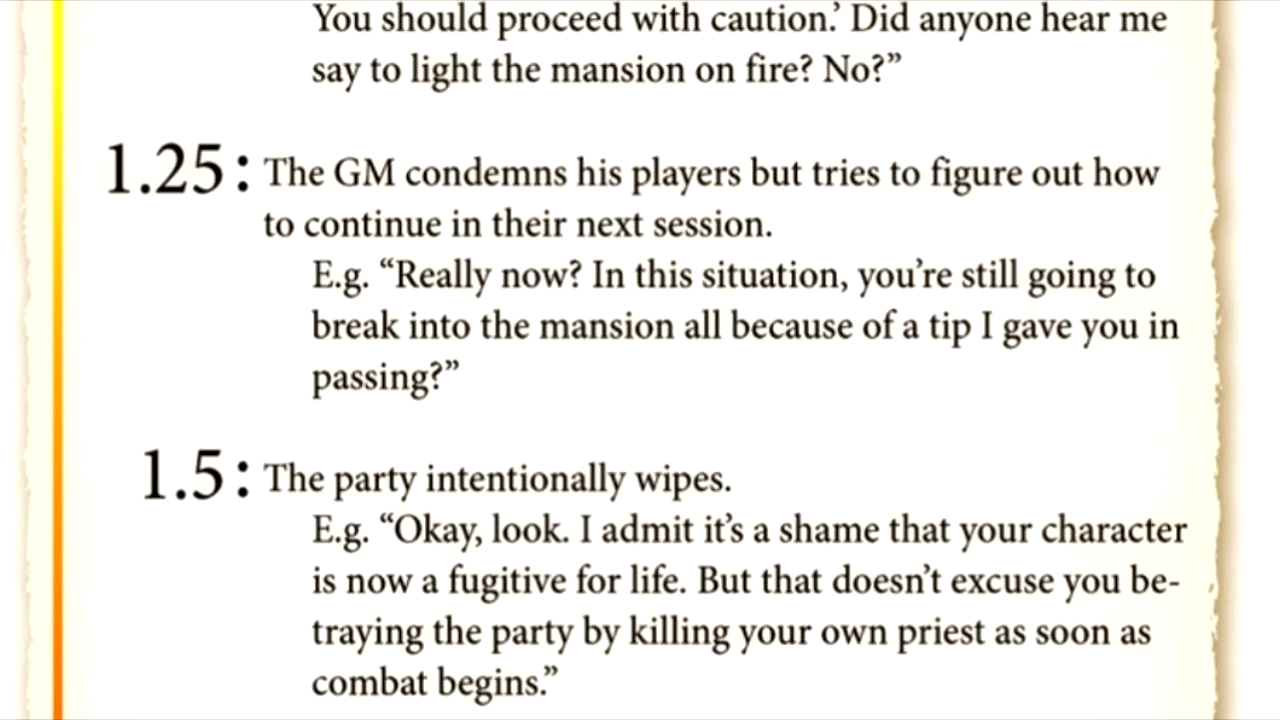 You should proceed with caution.’ Did anyone hear me
say to light the mansion on fire? No?”
1.25: The GM condemns his players but tries to figure out how
to continue in their next session.
E.g. “Really now? In this situation, you’re still going to
break into the mansion all because of a tip I gave you in
passing?”
1.5: The party intentionally wipes.
E.g. “Okay, look. I admit it’s a shame that your character
is now a fugitive for life. But that doesn’t excuse you be-
traying the party by killing your own priest as soon as
combat begins.”